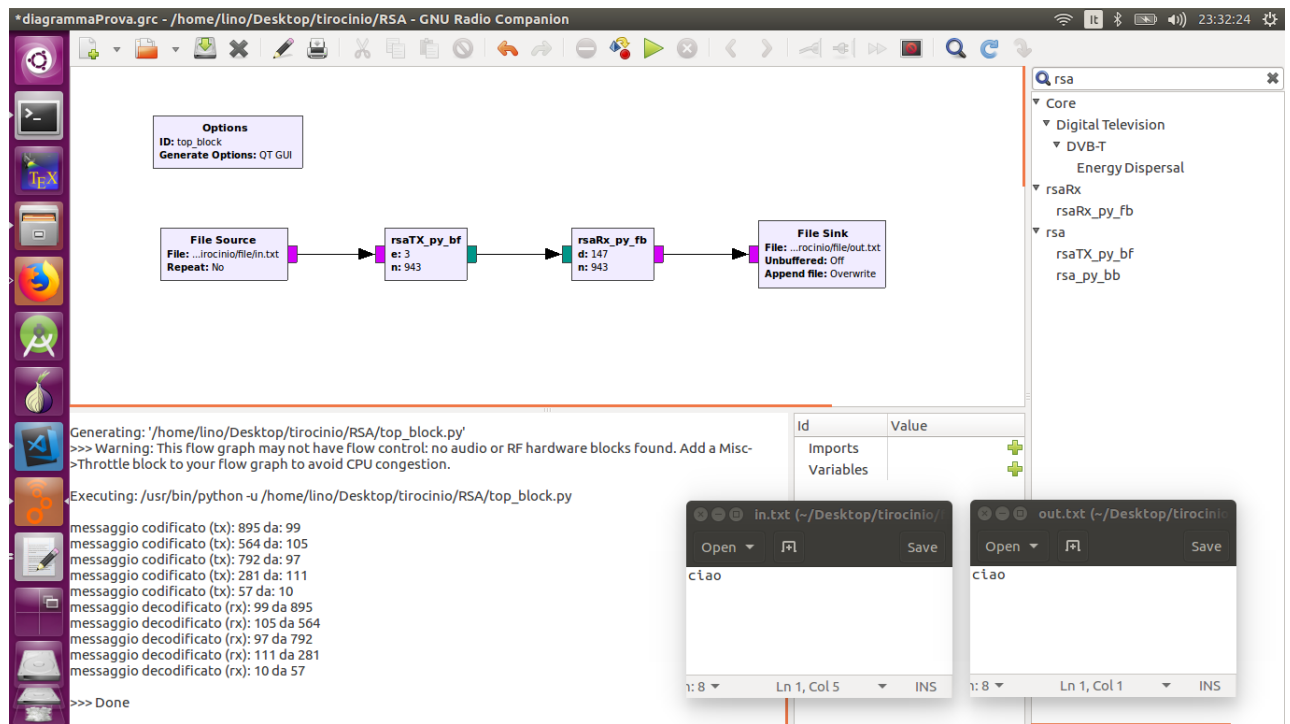 *diagrammaProva.grc - /home/lino/Desktop/tirocinio/RSA - GNU Radio Companion
It
23:32:24
rsa
Core
Digital Television
DVB-T
Energy Dispersal
rsaRx
rsaRx_py_fb
rsa
rsaTX_py_bf
rsa_py_bb
TEX
Options
ID: top_block
Generate Options: QT GUI
File Source
File: ...irocinio/file/in.txt
Repeat: No
rsaTX_py_bf
e: 3
n: 943
rsaRx_py_fb
d: 147
n: 943
File Sink
File: ...rocinio/file/out.txt
Unbuffered: Off
Append file: Overwrite
Generating: '/home/lino/Desktop/tirocinio/RSA/top_block.py'
>>> Warning: This flow graph may not have flow control: no audio or RF hardware blocks found. Add a Misc-
>Throttle block to your flow graph to avoid CPU congestion.
Executing: /usr/bin/python -u /home/lino/Desktop/tirocinio/RSA/top_block.py
messaggio codificato (tx): 895 da: 99
messaggio codificato (tx): 564 da: 105
messaggio codificato (tx): 792 da: 97
messaggio codificato (tx): 281 da: 111
messaggio codificato (tx): 57 da: 10
messaggio decodificato (rx): 99 da 895
messaggio decodificato (rx): 105 da 564
messaggio decodificato (rx): 97 da 792
messaggio decodificato (rx): 111 da 281
messaggio decodificato (rx): 10 da 57
>>> Done
Id Value
Imports
Variables
in.txt (~/Desktop/tirocinio/
Open Save
ciao
n: 8 Ln 1, Col 5 INS
out.txt (~/Desktop/tirocinio
Open Save
ciao
n: 8 Ln 1, Col 1 INS